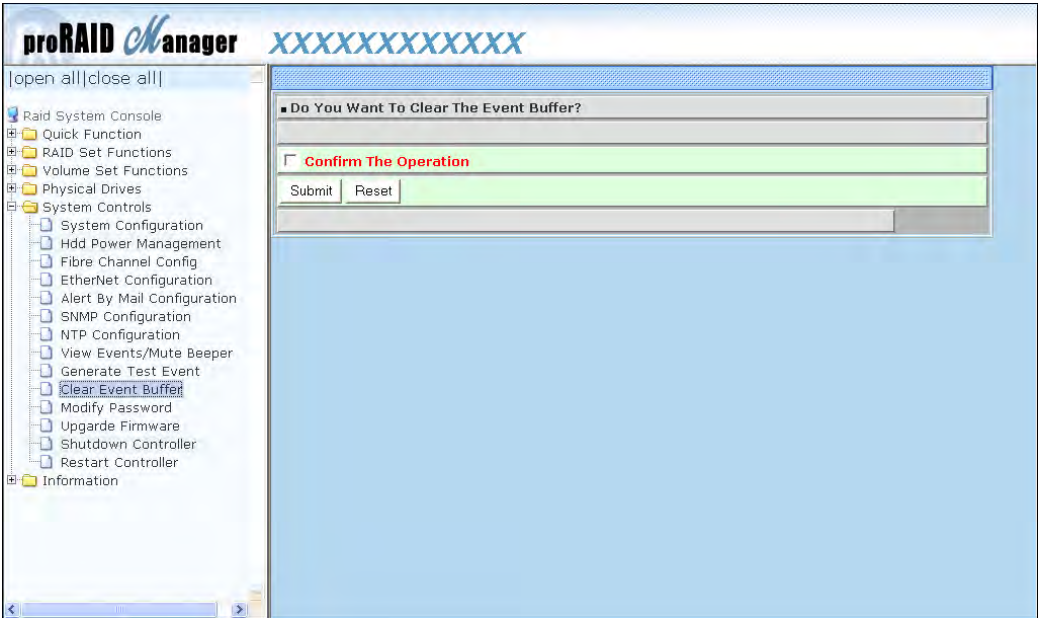 proRAID Manager
XXXXXXXXXXXX
|open all|close all|
Raid System Console
Quick Function
RAID Set Functions
Volume Set Functions
Physical Drives
System Controls
System Configuration
Hdd Power Management
Fibre Channel Config
EtherNet Configuration
Alert By Mail Configuration
SNMP Configuration
NTP Configuration
View Events/Mute Beeper
Generate Test Event
Clear Event Buffer
Modify Password
Upgarde Firmware
Shutdown Controller
Restart Controller
Information
Do You Want To Clear The Event Buffer?
Confirm The Operation
Submit Reset